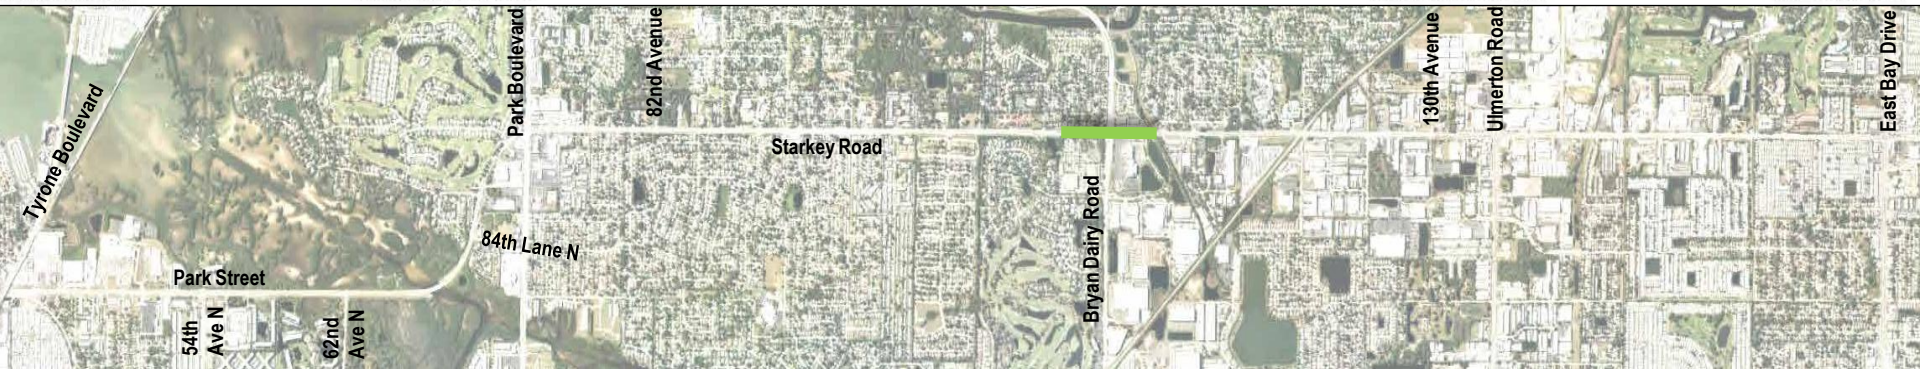 Tyrone Boulevard
Park Street
54th
Ave N
62nd
Ave N
84th Lane N
Park Boulevard
82nd Avenue
Starkey Road
Bryan Dairy Road
130th Avenue
Ulmerton Road
East Bay Drive